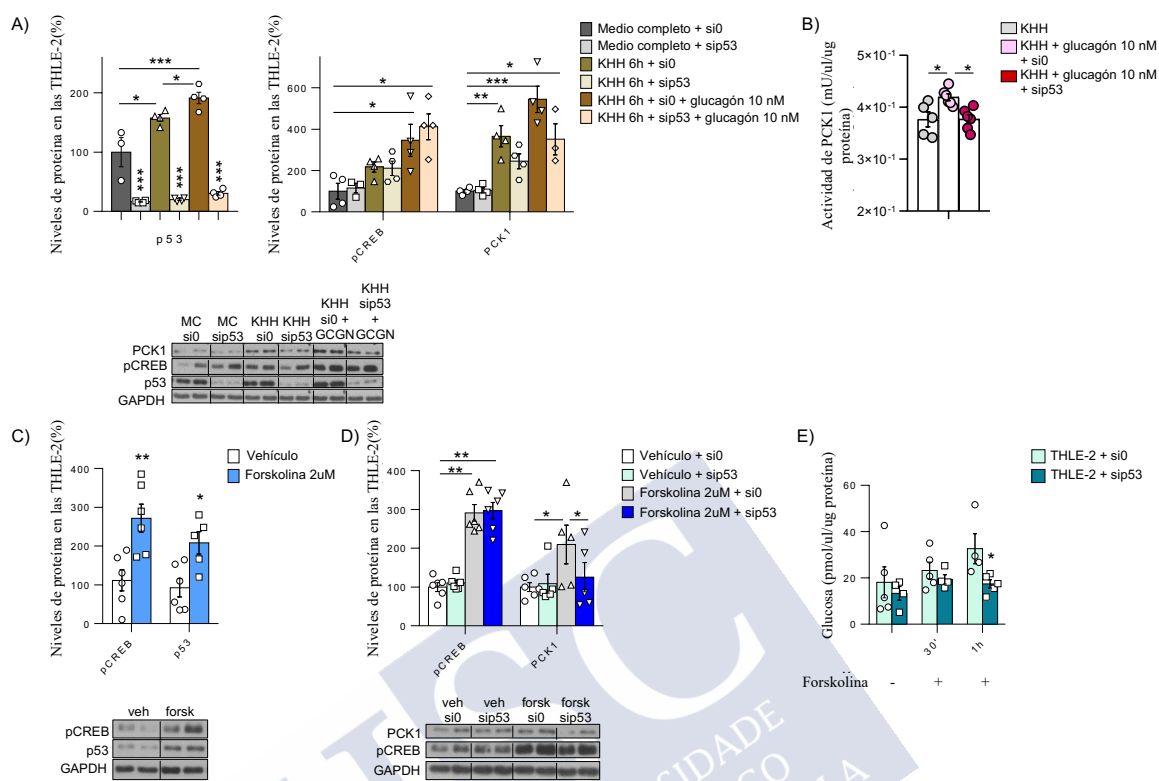 A)
Niveles de proteína en las THLE-2(%)
200
100
0
***
*
*
***
***
***
p53
Niveles de proteína en las THLE-2(%)
600
400
200
0
*
*
*
***
**
pCREB
PCK1
Medio completo + si0
Medio completo + sip53
KHH 6h + si0
KHH 6h + sip53
KHH 6h + si0 + glucagón 10 nM
KHH 6h + sip53 + glucagón 10 nM
B)
Actividad de PCK1 (mU/ul/ug proteína)
5×10⁻¹
4×10⁻¹
3×10⁻¹
2×10⁻¹
*
*
KHH
KHH + glucagón 10 nM
+ si0
KHH + glucagón 10 nM
+ sip53
MC si0
MC sip53
KHH si0
KHH sip53
KHH si0 + GCGN
KHH sip53 + GCGN
PCK1
pCREB
p53
GAPDH
C)
Niveles de proteína en las THLE-2(%)
400
300
200
100
0
**
*
pCREB
p53
Vehículo
Forskolina 2uM
veh
forsk
pCREB
p53
GAPDH
D)
Niveles de proteína en las THLE-2(%)
400
300
200
100
0
**
**
*
*
pCREB
PCK1
Vehículo + si0
Vehículo + sip53
Forskolina 2uM + si0
Forskolina 2uM + sip53
veh si0
veh sip53
forsk si0
forsk sip53
PCK1
pCREB
GAPDH
E)
Glucosa (pmol/ul/ug proteína)
60
40
20
0
*
30'
1h
Forskolina - + +
THLE-2 + si0
THLE-2 + sip53
USC